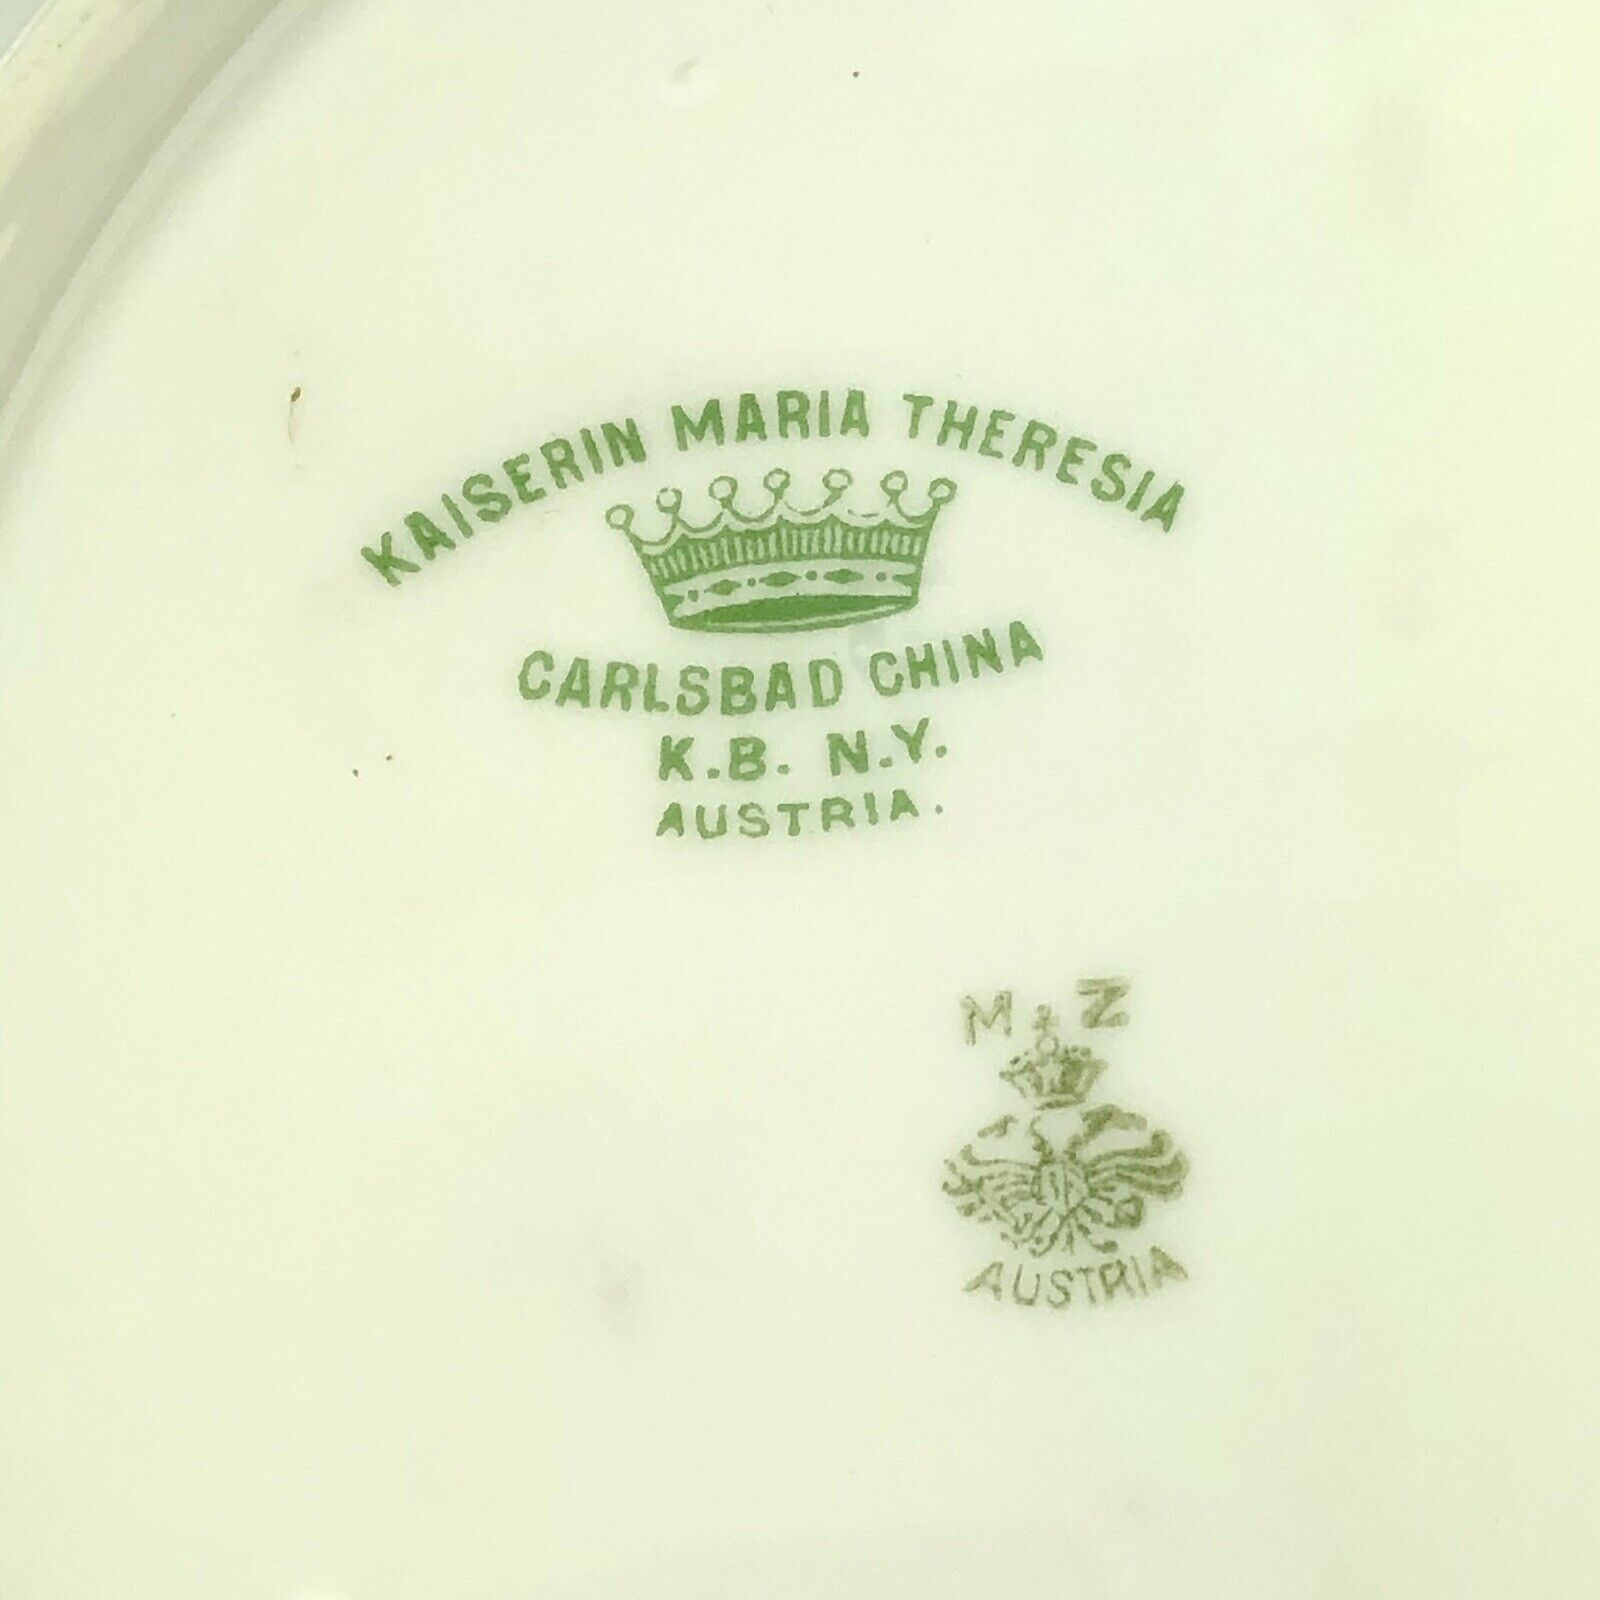 KAISERIN MARIA THERESIA
CARLSBAD CHINA
K.B. N.Y.
AUSTRIA.
M Z
AUSTRIA